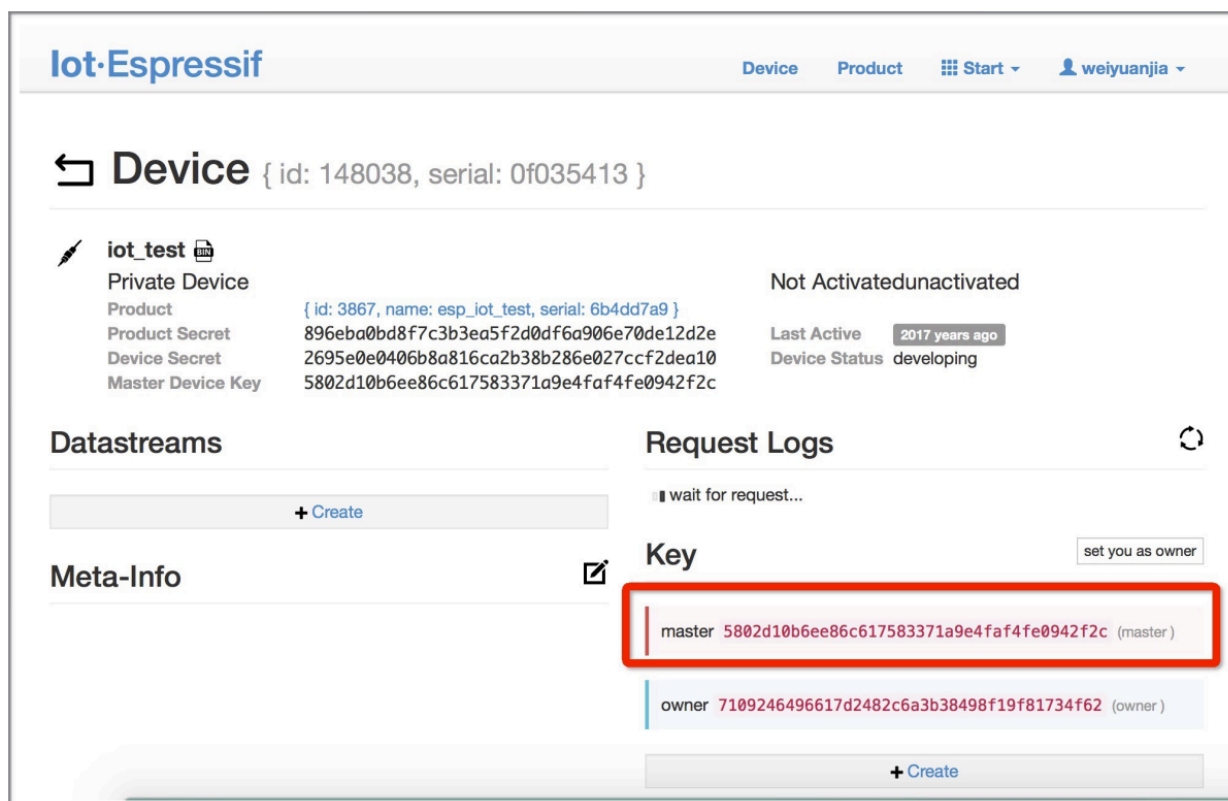 Iot·Espressif
Device Product Start weiyuanjia
Device { id: 148038, serial: 0f035413 }
iot_test BIN
Private Device
Product { id: 3867, name: esp_iot_test, serial: 6b4dd7a9 }
Product Secret 896eba0bd8f7c3b3ea5f2d0df6a906e70de12d2e
Device Secret 2695e0e0406b8a816ca2b38b286e027ccf2dea10
Master Device Key 5802d10b6ee86c617583371a9e4faf4fe0942f2c
Not Activatedunactivated
Last Active 2017 years ago
Device Status developing
Datastreams
+ Create
Meta-Info
Request Logs
wait for request...
Key set you as owner
master 5802d10b6ee86c617583371a9e4faf4fe0942f2c (master )
owner 7109246496617d2482c6a3b38498f19f81734f62 (owner )
+ Create